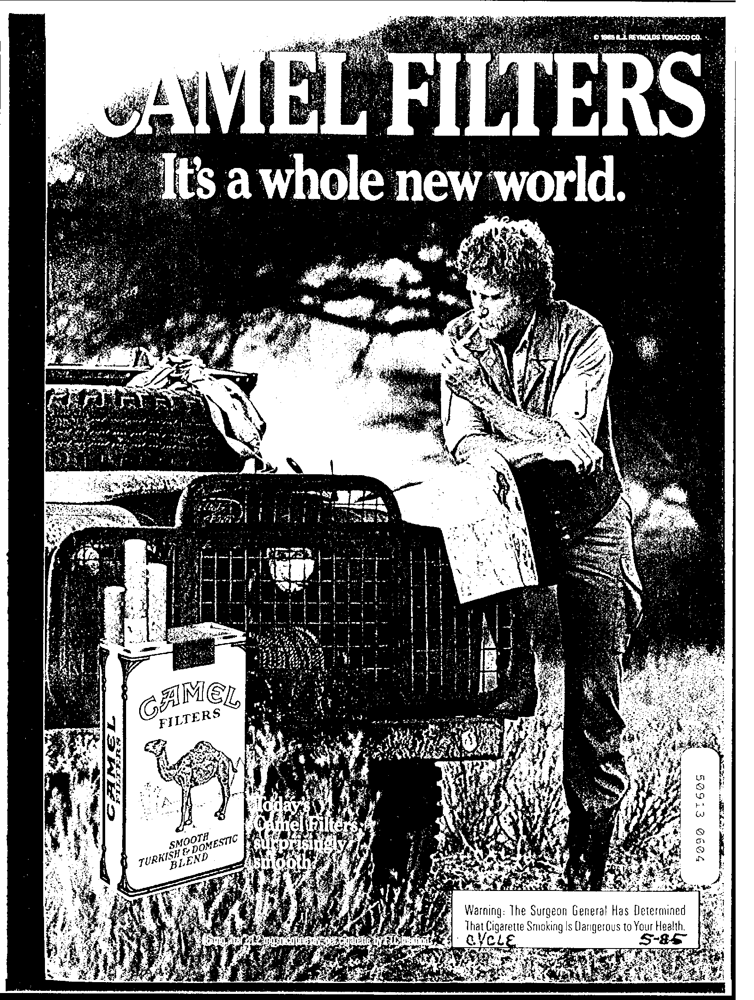 © 1985 R.J. REYNOLDS TOBACCO CO.
CAMEL FILTERS
It's a whole new world.
CAMEL
FILTERS
CAMEL
FILTERS
SMOOTH
TURKISH & DOMESTIC
BLEND
Today's
Camel Filters,
surprisingly
smooth.
50913 0604
Warning: The Surgeon General Has Determined
That Cigarette Smoking Is Dangerous to Your Health.
CYCLE 5-85